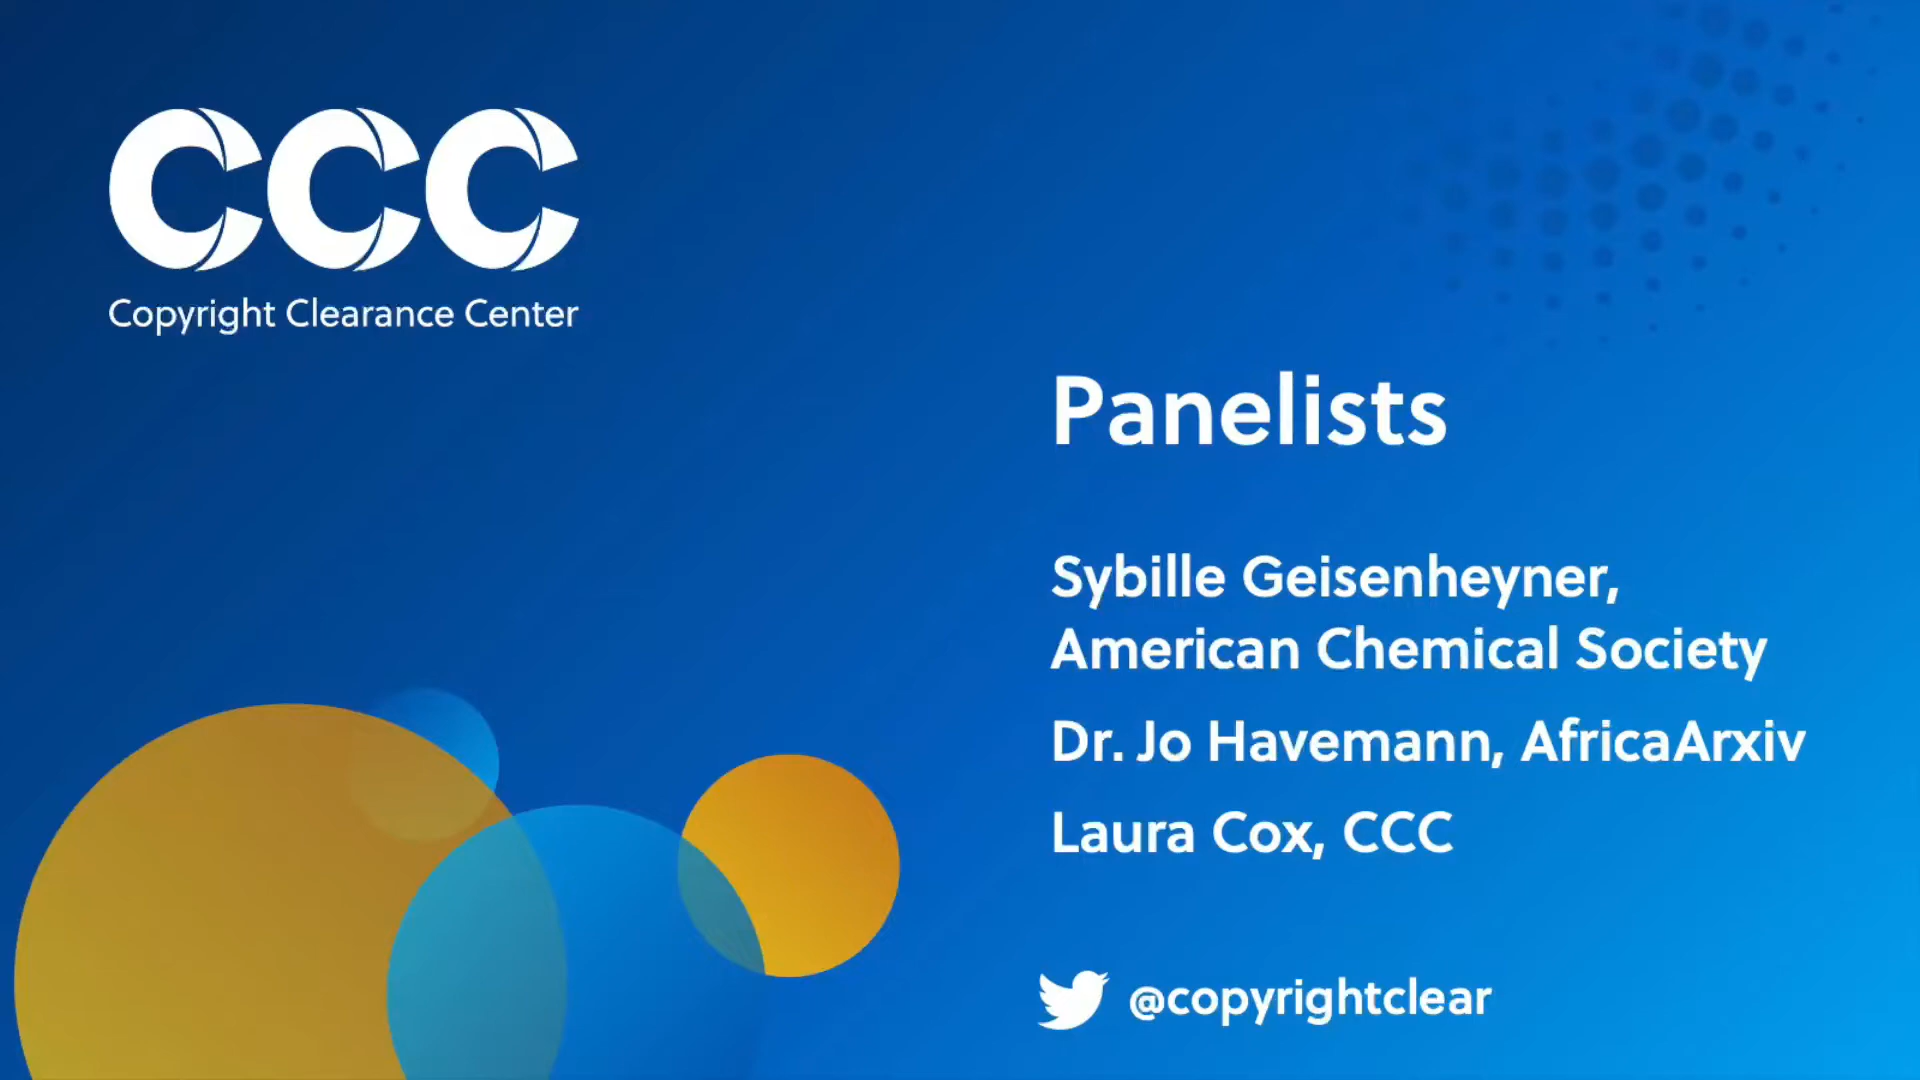 CCC
Copyright Clearance Center
Panelists
Sybille Geisenheyner,
American Chemical Society
Dr. Jo Havemann, AfricaArxiv
Laura Cox, CCC
@copyrightclear